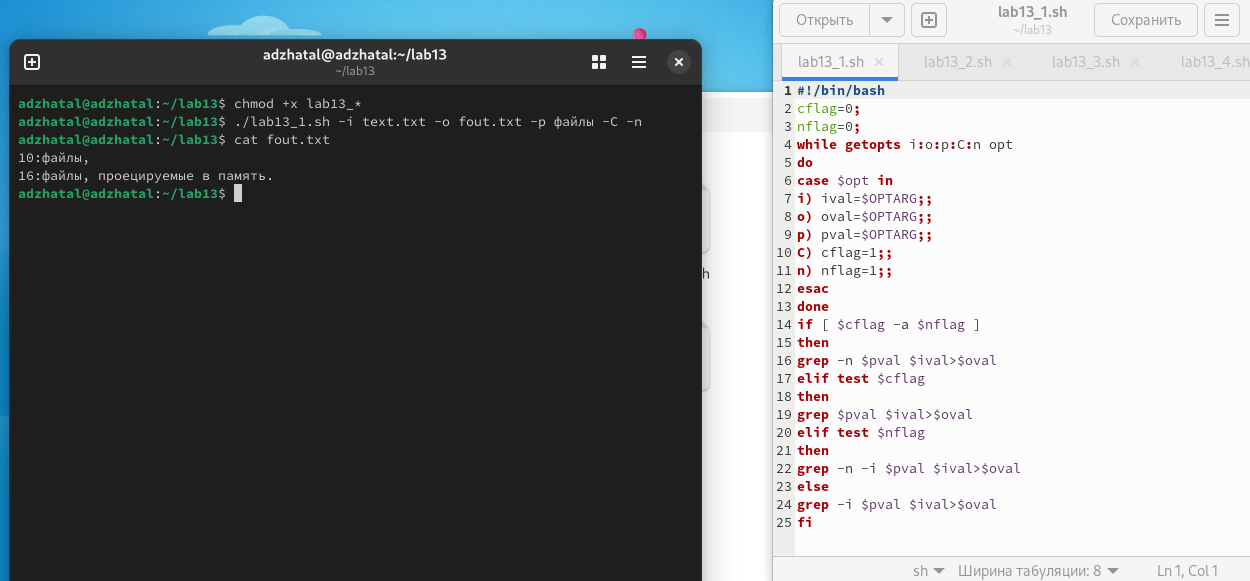 adzhatal@adzhatal:~/lab13
~/lab13
adzhatal@adzhatal:~/lab13$ chmod +x lab13_*
adzhatal@adzhatal:~/lab13$ ./lab13_1.sh -i text.txt -o fout.txt -p файлы -C -n
adzhatal@adzhatal:~/lab13$ cat fout.txt
10:файлы,
16:файлы, проецируемые в память.
adzhatal@adzhatal:~/lab13$
h
Открыть
lab13_1.sh
~/lab13
Сохранить
lab13_1.sh
lab13_2.sh
lab13_3.sh
lab13_4.sh
1 #!/bin/bash
2 cflag=0;
3 nflag=0;
4 while getopts i:o:p:C:n opt
5 do
6 case $opt in
7 i) ival=$OPTARG;;
8 o) oval=$OPTARG;;
9 p) pval=$OPTARG;;
10 C) cflag=1;;
11 n) nflag=1;;
12 esac
13 done
14 if [ $cflag -a $nflag ]
15 then
16 grep -n $pval $ival>$oval
17 elif test $cflag
18 then
19 grep $pval $ival>$oval
20 elif test $nflag
21 then
22 grep -n -i $pval $ival>$oval
23 else
24 grep -i $pval $ival>$oval
25 fi
sh
Ширина табуляции: 8
Ln 1, Col 1